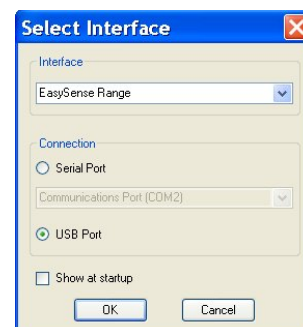 Select Interface
Interface
EasySense Range
Connection
Serial Port
Communications Port (COM2)
USB Port
Show at startup
OK
Cancel